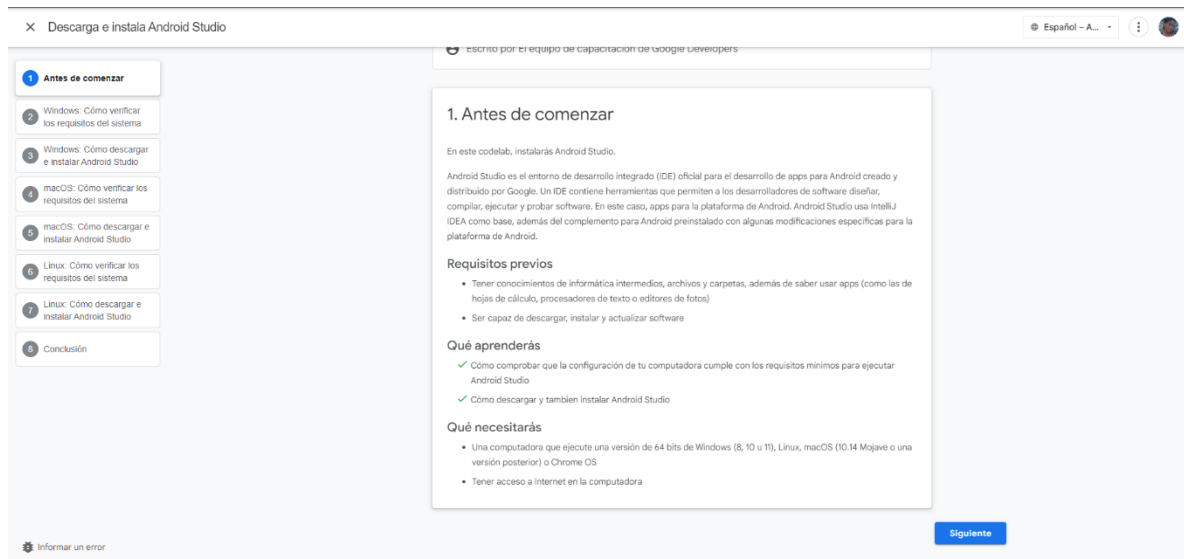 Descarga e instala Android Studio
Español – A...
Escrito por El equipo de capacitación de Google Developers
1 Antes de comenzar
2 Windows: Cómo verificar
los requisitos del sistema
3 Windows: Cómo descargar
e instalar Android Studio
4 macOS: Cómo verificar los
requisitos del sistema
5 macOS: Cómo descargar e
instalar Android Studio
6 Linux: Cómo verificar los
requisitos del sistema
7 Linux: Cómo descargar e
instalar Android Studio
8 Conclusión
1. Antes de comenzar
En este codelab, instalarás Android Studio.
Android Studio es el entorno de desarrollo integrado (IDE) oficial para el desarrollo de apps para Android creado y
distribuido por Google. Un IDE contiene herramientas que permiten a los desarrolladores de software diseñar,
compilar, ejecutar y probar software. En este caso, apps para la plataforma de Android. Android Studio usa IntelliJ
IDEA como base, además del complemento para Android preinstalado con algunas modificaciones específicas para la
plataforma de Android.
Requisitos previos
• Tener conocimientos de informática intermedios, archivos y carpetas, además de saber usar apps (como las de
hojas de cálculo, procesadores de texto o editores de fotos)
• Ser capaz de descargar, instalar y actualizar software
Qué aprenderás
✓ Cómo comprobar que la configuración de tu computadora cumple con los requisitos mínimos para ejecutar
Android Studio
✓ Cómo descargar y tambien instalar Android Studio
Qué necesitarás
• Una computadora que ejecute una versión de 64 bits de Windows (8, 10 u 11), Linux, macOS (10.14 Mojave o una
versión posterior) o Chrome OS
• Tener acceso a Internet en la computadora
Siguiente
Informar un error